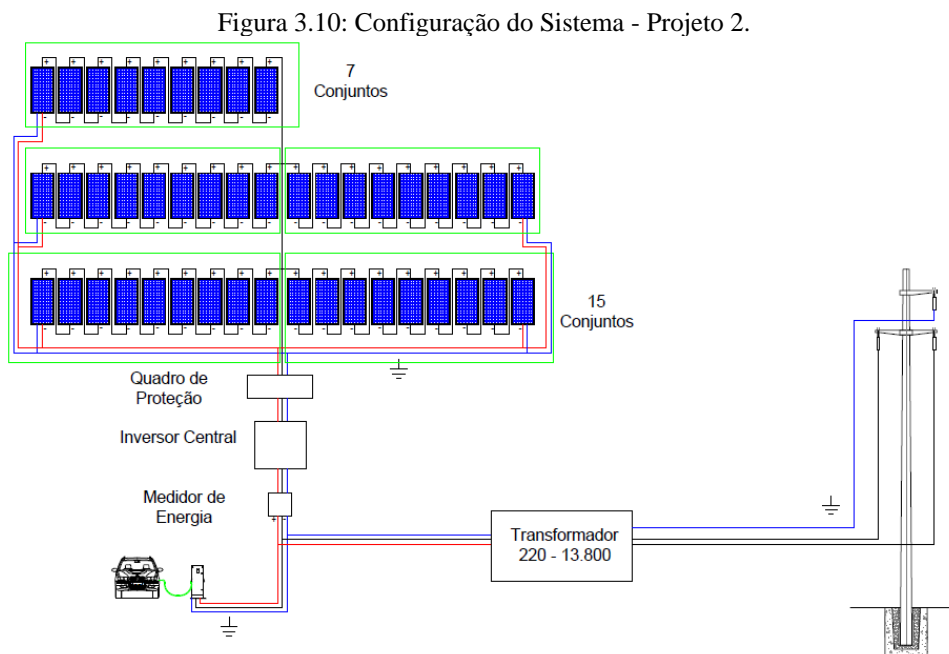 Figura 3.10: Configuração do Sistema - Projeto 2.
7
Conjuntos
15
Conjuntos
Quadro de
Proteção
Inversor Central
Medidor de
Energia
+ -
Transformador
220 - 13.800